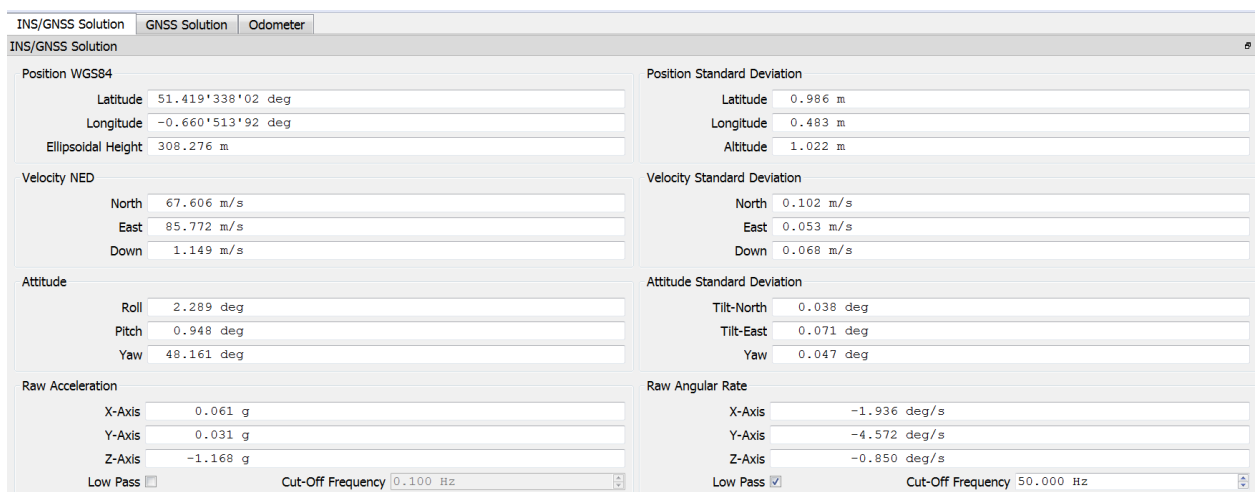 INS/GNSS Solution GNSS Solution Odometer
INS/GNSS Solution
Position WGS84 Position Standard Deviation
Latitude 51.419'338'02 deg Latitude 0.986 m
Longitude -0.660'513'92 deg Longitude 0.483 m
Ellipsoidal Height 308.276 m Altitude 1.022 m
Velocity NED Velocity Standard Deviation
North 67.606 m/s North 0.102 m/s
East 85.772 m/s East 0.053 m/s
Down 1.149 m/s Down 0.068 m/s
Attitude Attitude Standard Deviation
Roll 2.289 deg Tilt-North 0.038 deg
Pitch 0.948 deg Tilt-East 0.071 deg
Yaw 48.161 deg Yaw 0.047 deg
Raw Acceleration Raw Angular Rate
X-Axis 0.061 g X-Axis -1.936 deg/s
Y-Axis 0.031 g Y-Axis -4.572 deg/s
Z-Axis -1.168 g Z-Axis -0.850 deg/s
Low Pass Cut-Off Frequency 0.100 Hz Low Pass Cut-Off Frequency 50.000 Hz